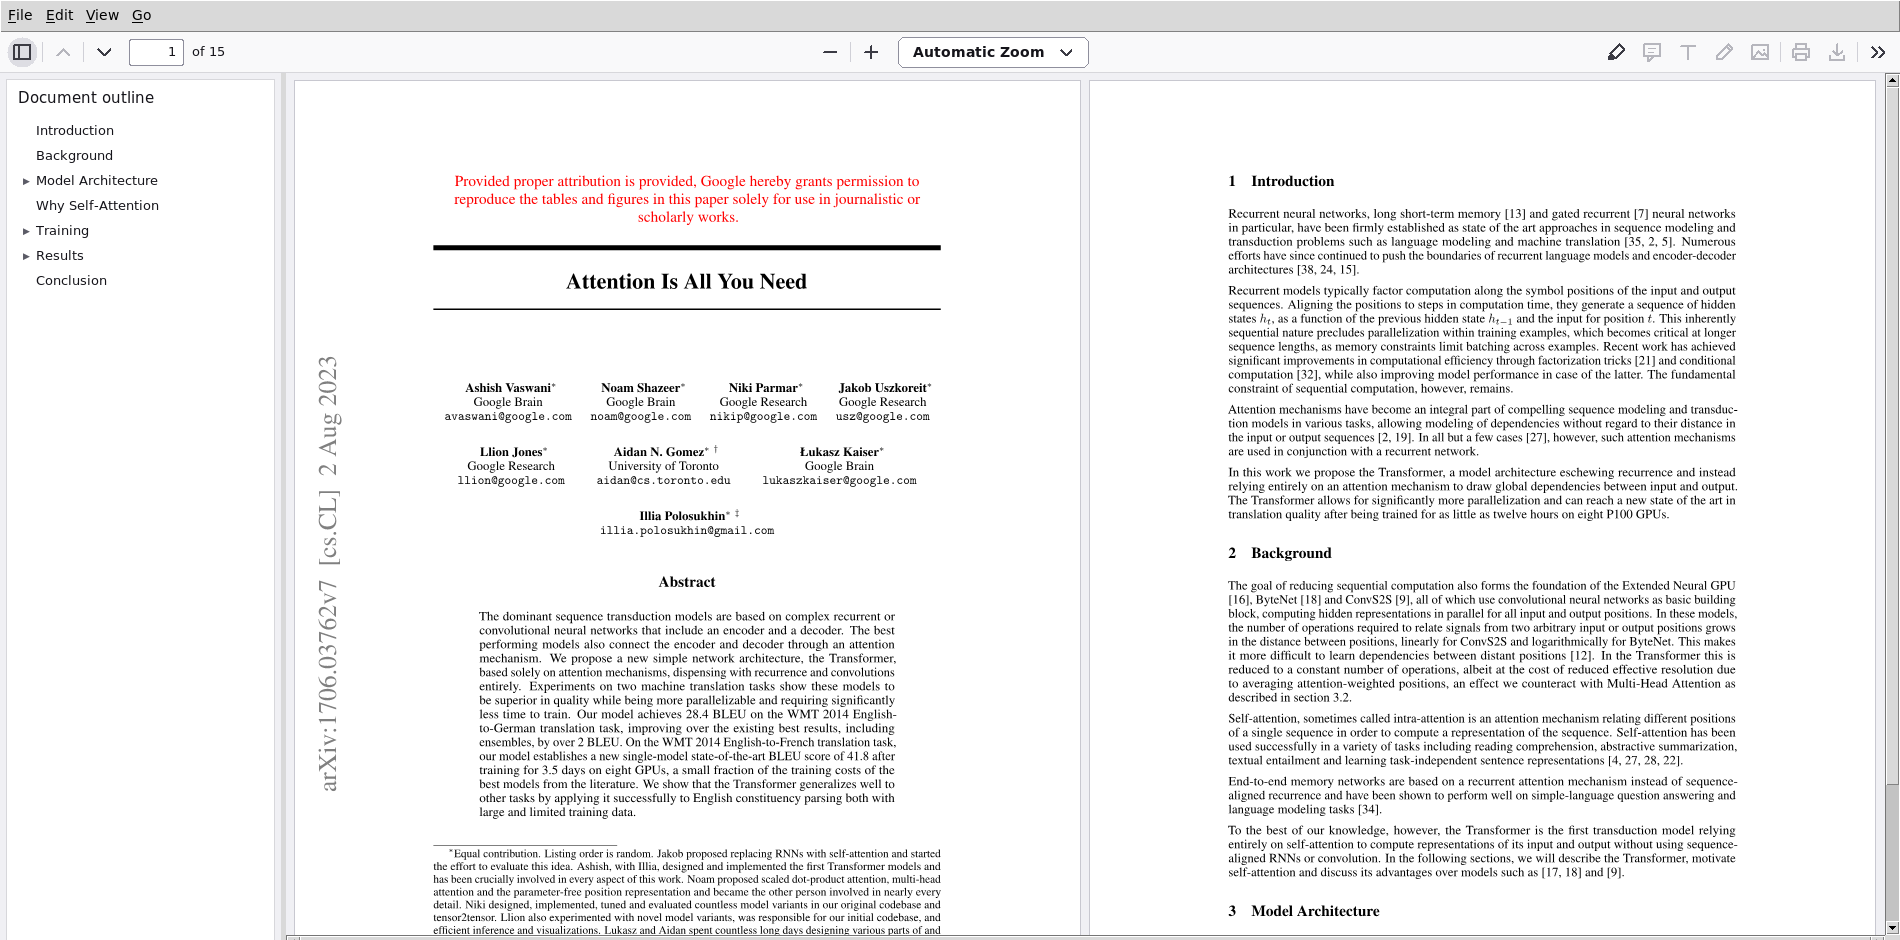 File Edit View Go
1 of 15
Automatic Zoom
Document outline
Introduction
Background
Model Architecture
Why Self-Attention
Training
Results
Conclusion
arXiv:1706.03762v7 [cs.CL] 2 Aug 2023
Provided proper attribution is provided, Google hereby grants permission to
reproduce the tables and figures in this paper solely for use in journalistic or
scholarly works.
Attention Is All You Need
Ashish Vaswani* Noam Shazeer* Niki Parmar* Jakob Uszkoreit*
Google Brain Google Brain Google Research Google Research
avaswani@google.com noam@google.com nikip@google.com usz@google.com
Llion Jones* Aidan N. Gomez* † Łukasz Kaiser*
Google Research University of Toronto Google Brain
llion@google.com aidan@cs.toronto.edu lukaszkaiser@google.com
Illia Polosukhin* ‡
illia.polosukhin@gmail.com
Abstract
The dominant sequence transduction models are based on complex recurrent or
convolutional neural networks that include an encoder and a decoder. The best
performing models also connect the encoder and decoder through an attention
mechanism. We propose a new simple network architecture, the Transformer,
based solely on attention mechanisms, dispensing with recurrence and convolutions
entirely. Experiments on two machine translation tasks show these models to
be superior in quality while being more parallelizable and requiring significantly
less time to train. Our model achieves 28.4 BLEU on the WMT 2014 English-
to-German translation task, improving over the existing best results, including
ensembles, by over 2 BLEU. On the WMT 2014 English-to-French translation task,
our model establishes a new single-model state-of-the-art BLEU score of 41.8 after
training for 3.5 days on eight GPUs, a small fraction of the training costs of the
best models from the literature. We show that the Transformer generalizes well to
other tasks by applying it successfully to English constituency parsing both with
large and limited training data.
*Equal contribution. Listing order is random. Jakob proposed replacing RNNs with self-attention and started
the effort to evaluate this idea. Ashish, with Illia, designed and implemented the first Transformer models and
has been crucially involved in every aspect of this work. Noam proposed scaled dot-product attention, multi-head
attention and the parameter-free position representation and became the other person involved in nearly every
detail. Niki designed, implemented, tuned and evaluated countless model variants in our original codebase and
tensor2tensor. Llion also experimented with novel model variants, was responsible for our initial codebase, and
efficient inference and visualizations. Lukasz and Aidan spent countless long days designing various parts of and
1 Introduction
Recurrent neural networks, long short-term memory [13] and gated recurrent [7] neural networks
in particular, have been firmly established as state of the art approaches in sequence modeling and
transduction problems such as language modeling and machine translation [35, 2, 5]. Numerous
efforts have since continued to push the boundaries of recurrent language models and encoder-decoder
architectures [38, 24, 15].
Recurrent models typically factor computation along the symbol positions of the input and output
sequences. Aligning the positions to steps in computation time, they generate a sequence of hidden
states h_t, as a function of the previous hidden state h_{t−1} and the input for position t. This inherently
sequential nature precludes parallelization within training examples, which becomes critical at longer
sequence lengths, as memory constraints limit batching across examples. Recent work has achieved
significant improvements in computational efficiency through factorization tricks [21] and conditional
computation [32], while also improving model performance in case of the latter. The fundamental
constraint of sequential computation, however, remains.
Attention mechanisms have become an integral part of compelling sequence modeling and transduc-
tion models in various tasks, allowing modeling of dependencies without regard to their distance in
the input or output sequences [2, 19]. In all but a few cases [27], however, such attention mechanisms
are used in conjunction with a recurrent network.
In this work we propose the Transformer, a model architecture eschewing recurrence and instead
relying entirely on an attention mechanism to draw global dependencies between input and output.
The Transformer allows for significantly more parallelization and can reach a new state of the art in
translation quality after being trained for as little as twelve hours on eight P100 GPUs.
2 Background
The goal of reducing sequential computation also forms the foundation of the Extended Neural GPU
[16], ByteNet [18] and ConvS2S [9], all of which use convolutional neural networks as basic building
block, computing hidden representations in parallel for all input and output positions. In these models,
the number of operations required to relate signals from two arbitrary input or output positions grows
in the distance between positions, linearly for ConvS2S and logarithmically for ByteNet. This makes
it more difficult to learn dependencies between distant positions [12]. In the Transformer this is
reduced to a constant number of operations, albeit at the cost of reduced effective resolution due
to averaging attention-weighted positions, an effect we counteract with Multi-Head Attention as
described in section 3.2.
Self-attention, sometimes called intra-attention is an attention mechanism relating different positions
of a single sequence in order to compute a representation of the sequence. Self-attention has been
used successfully in a variety of tasks including reading comprehension, abstractive summarization,
textual entailment and learning task-independent sentence representations [4, 27, 28, 22].
End-to-end memory networks are based on a recurrent attention mechanism instead of sequence-
aligned recurrence and have been shown to perform well on simple-language question answering and
language modeling tasks [34].
To the best of our knowledge, however, the Transformer is the first transduction model relying
entirely on self-attention to compute representations of its input and output without using sequence-
aligned RNNs or convolution. In the following sections, we will describe the Transformer, motivate
self-attention and discuss its advantages over models such as [17, 18] and [9].
3 Model Architecture